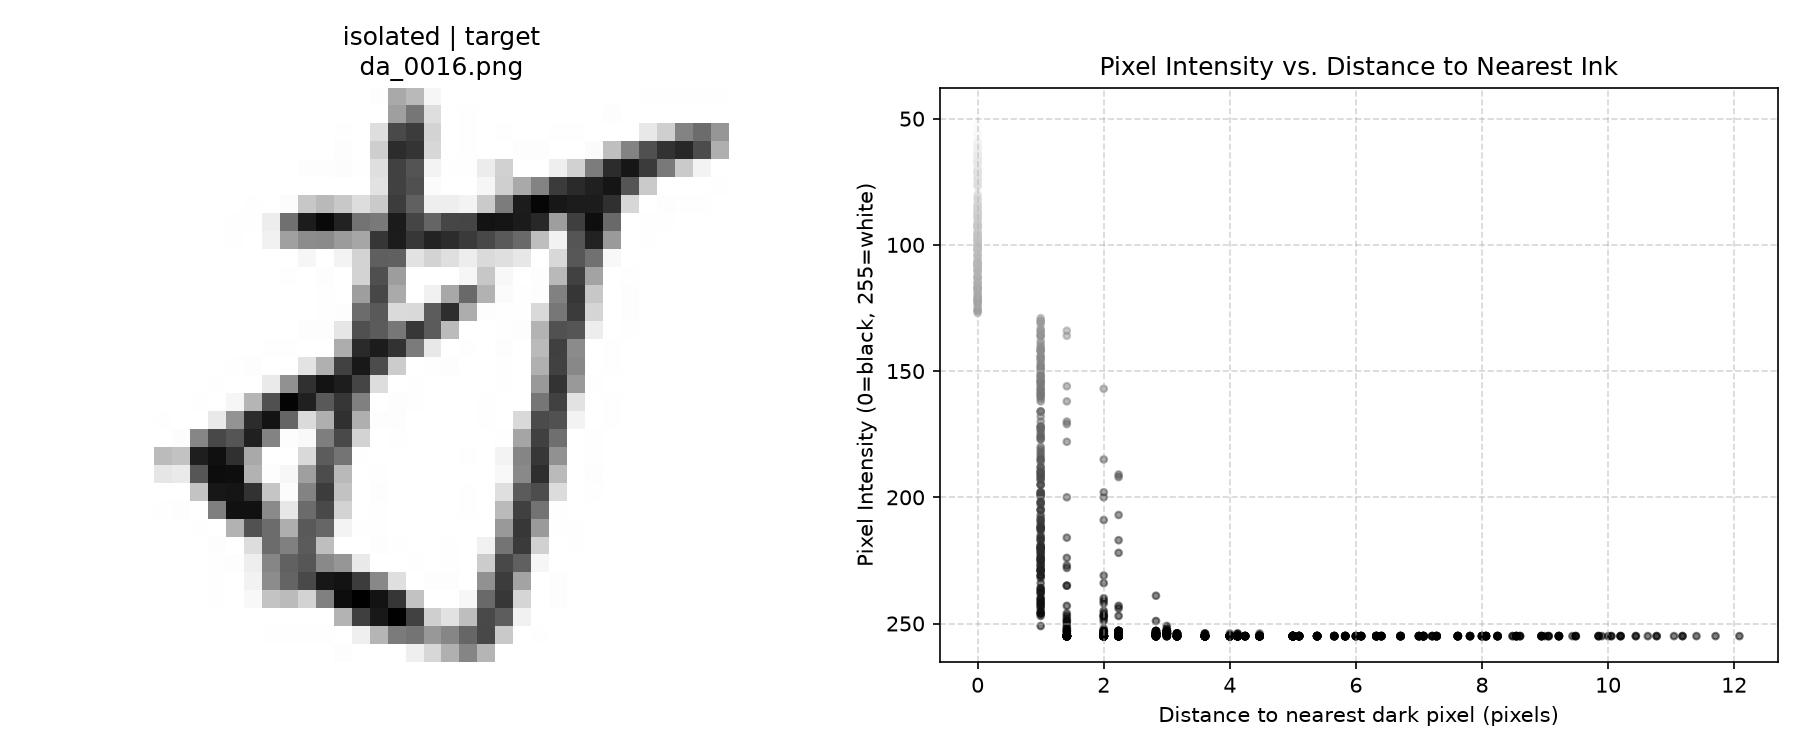 isolated | target
da_0016.png
Pixel Intensity vs. Distance to Nearest Ink
Pixel Intensity (0=black, 255=white)
50
100
150
200
250
0 2 4 6 8 10 12
Distance to nearest dark pixel (pixels)